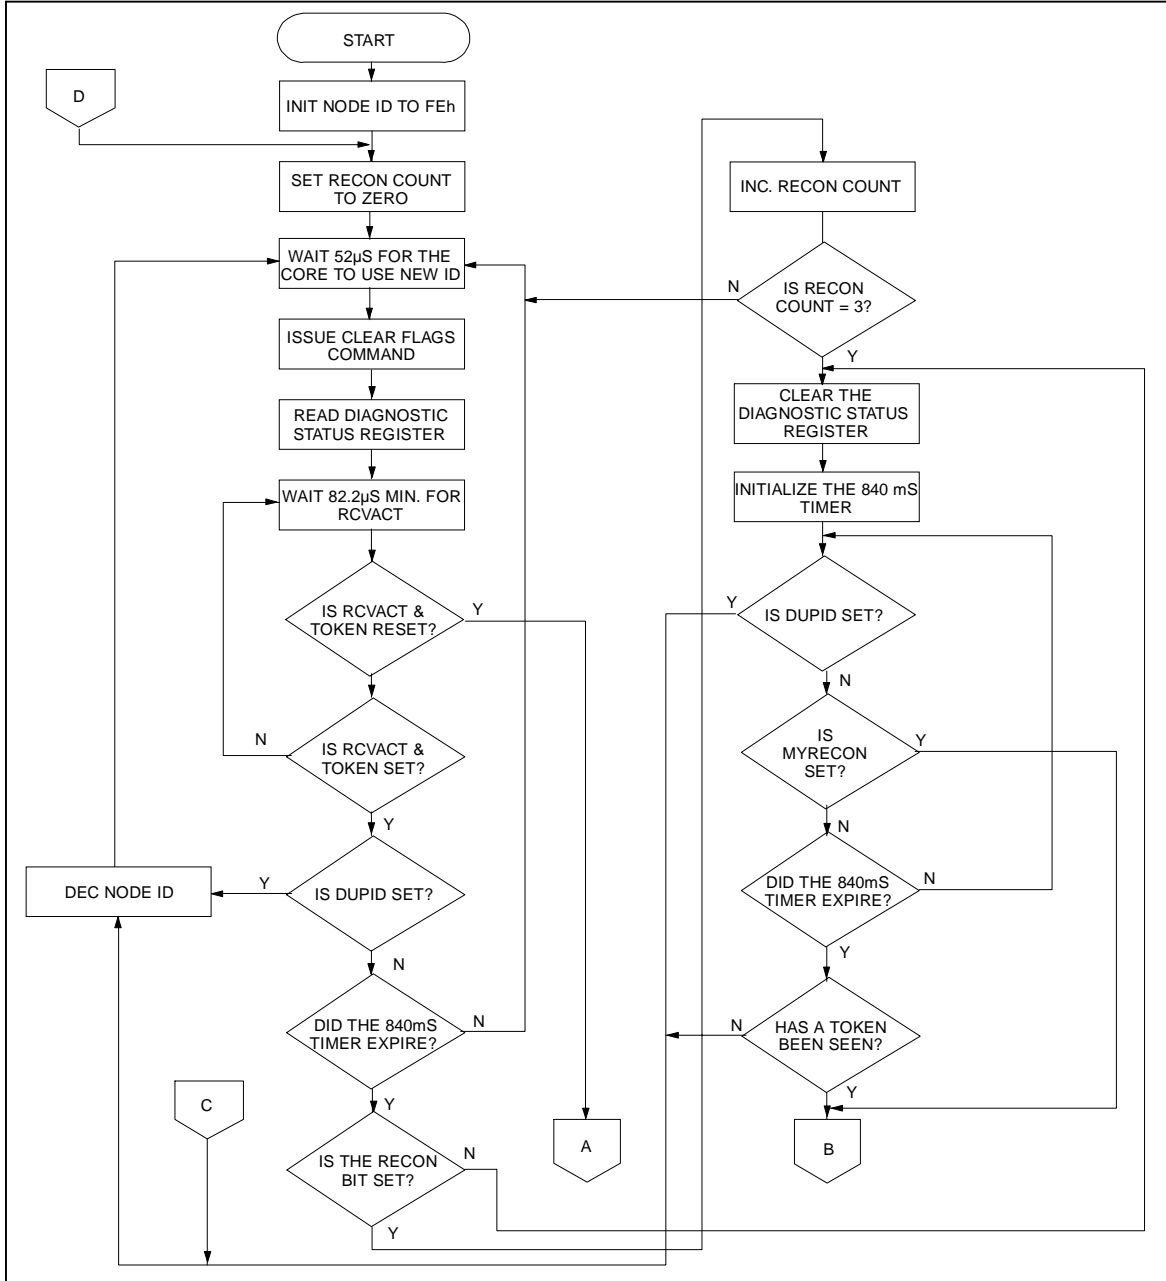 START
D
INIT NODE ID TO FEh
SET RECON COUNT
TO ZERO
WAIT 52µS FOR THE
CORE TO USE NEW ID
ISSUE CLEAR FLAGS
COMMAND
READ DIAGNOSTIC
STATUS REGISTER
WAIT 82.2µS MIN. FOR
RCVACT
IS RCVACT &
TOKEN RESET?
Y
IS RCVACT &
TOKEN SET?
N
Y
IS DUPID SET?
Y
N
DEC NODE ID
DID THE 840mS
TIMER EXPIRE?
N
Y
C
IS THE RECON
BIT SET?
N
Y
A
INC. RECON COUNT
IS RECON
COUNT = 3?
N
Y
CLEAR THE
DIAGNOSTIC STATUS
REGISTER
INITIALIZE THE 840 mS
TIMER
IS DUPID SET?
Y
N
IS
MYRECON
SET?
Y
N
DID THE 840mS
TIMER EXPIRE?
N
Y
HAS A TOKEN
BEEN SEEN?
N
Y
B